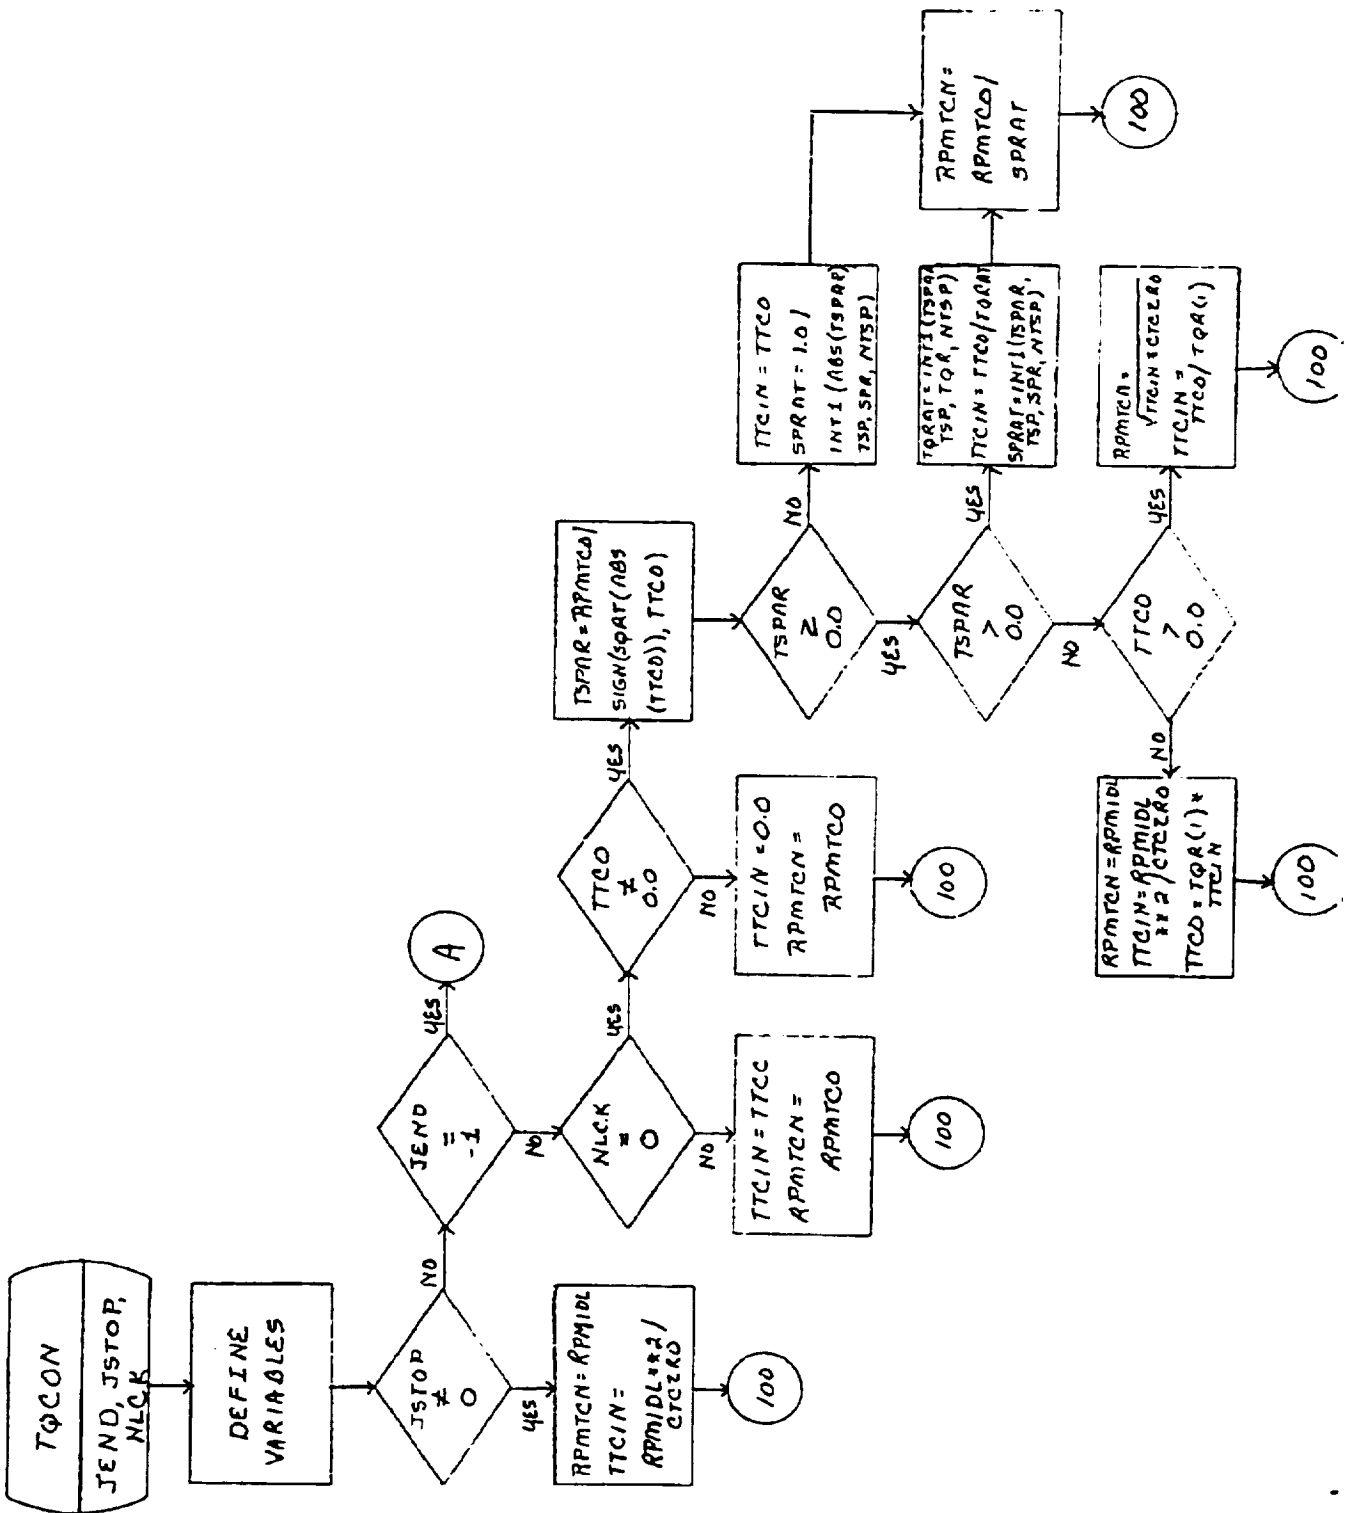 TQCON
JEND, JSTOP,
NLCK
DEFINE
VARIABLES
JSTOP
≠
0
YES
NO
RPMTCN = RPMIDL
TTCIN =
RPMIDL**2/
CTCZRO
100
JEND
=
-1
YES
NO
A
NLCK
=
0
YES
NO
TTCIN = TTCC
RPMTCN =
RPMTCO
100
TTCO
≠
0.0
YES
NO
TTCIN = 0.0
RPMTCN =
RPMTCO
100
TSPAR = RPMTCO/
SIGN(SQRT(ABS
(TTCO)), TTCO)
TSPAR
≥
0.0
NO
YES
TTCIN = TTCO
SPRAT = 1.0/
INT1(ABS(TSPAR)
TSP, SPR, NTSP)
RPMTCN =
RPMTCO/
SPRAT
100
TSPAR
>
0.0
YES
NO
TQRAT = INT1(TSPAR
TSP, TQR, NTSP)
TTCIN = TTCO/TQRAT
SPRAT = INT1(TSPAR,
TSP, SPR, NTSP)
TTCO
>
0.0
YES
NO
RPMTCN =
√TTCIN*CTCZRO
TTCIN =
TTCO/TQR(1)
100
RPMTCN = RPMIDL
TTCIN = RPMIDL
**2/CTCZRO
TTCO = TQR(1)*
TTCIN
100